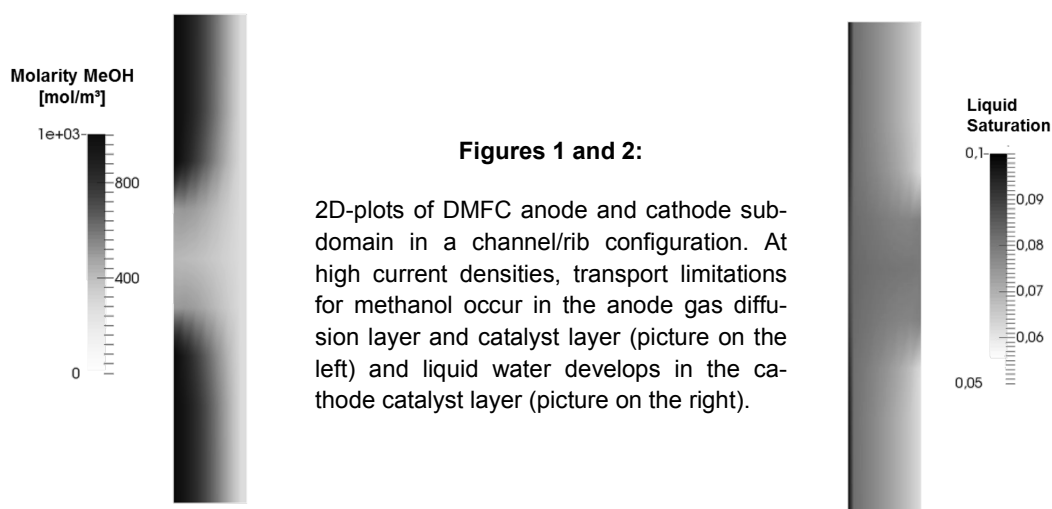 Molarity MeOH
[mol/m³]
1e+03
800
400
0
Figures 1 and 2:
2D-plots of DMFC anode and cathode sub-
domain in a channel/rib configuration. At
high current densities, transport limitations
for methanol occur in the anode gas diffu-
sion layer and catalyst layer (picture on the
left) and liquid water develops in the ca-
thode catalyst layer (picture on the right).
Liquid
Saturation
0,1
0,09
0,08
0,07
0,06
0,05